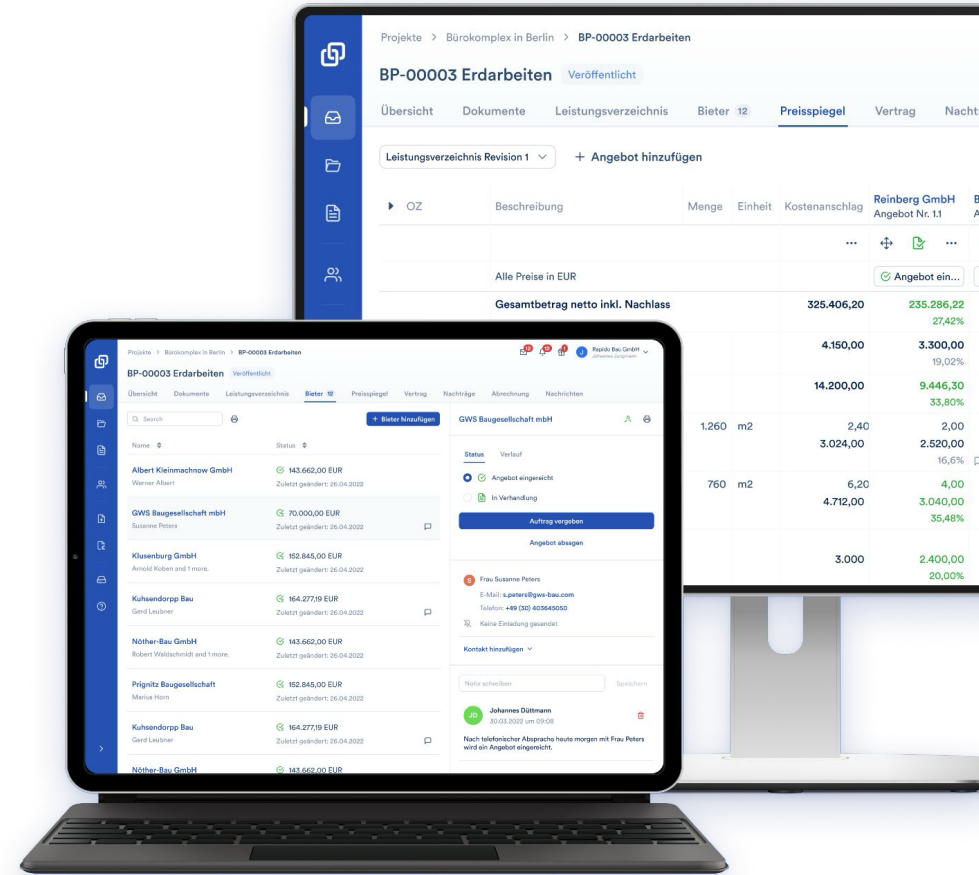 Projekte > Bürokomplex in Berlin > BP-00003 Erdarbeiten
BP-00003 Erdarbeiten Veröffentlicht
Übersicht Dokumente Leistungsverzeichnis Bieter 12 Preisspiegel Vertrag
Leistungsverzeichnis Revision 1 + Angebot hinzufügen
OZ Beschreibung Menge Einheit Kostenanschlag Reinberg GmbH
Angebot Nr. 1.1
Alle Preise in EUR Angebot ein...
Gesamtbetrag netto inkl. Nachlass 325.406,20 235.286,22
27,42%
4.150,00 3.300,00
19,02%
14.200,00 9.446,30
33,80%
1.260 m2 2,40 2,00
3.024,00 2.520,00
16,6%
760 m2 6,20 4,00
4.712,00 3.040,00
35,48%
3.000 2.400,00
20,00%
Projekte > Bürokomplex in Berlin > BP-00003 Erdarbeiten
Rapido Bau GmbH
Johannes Jungmann
BP-00003 Erdarbeiten Veröffentlicht
Übersicht Dokumente Leistungsverzeichnis Bieter 12 Preisspiegel Vertrag Nachträge Abrechnung Nachrichten
Search + Bieter hinzufügen
Name Status
Albert Kleinmachnow GmbH 143.662,00 EUR
Werner Albert Zuletzt geändert: 26.04.2022
GWS Baugesellschaft mbH 70.000,00 EUR
Susanne Peters Zuletzt geändert: 26.04.2022
Klusenburg GmbH 152.845,00 EUR
Arnold Koben and 1 more. Zuletzt geändert: 26.04.2022
Kuhsendorpp Bau 164.277,19 EUR
Gerd Leubner Zuletzt geändert: 26.04.2022
Nöther-Bau GmbH 143.662,00 EUR
Robert Waldschmidt and 1 more. Zuletzt geändert: 26.04.2022
Prignitz Baugesellschaft 152.845,00 EUR
Marius Horn Zuletzt geändert: 26.04.2022
Kuhsendorpp Bau 164.277,19 EUR
Gerd Leubner Zuletzt geändert: 26.04.2022
Nöther-Bau GmbH 143.662,00 EUR
GWS Baugesellschaft mbH
Status Verlauf
Angebot eingereicht
In Verhandlung
Auftrag vergeben
Angebot absagen
S Frau Susanne Peters
E-Mail: s.peters@gws-bau.com
Telefon: +49 (30) 403645050
Keine Einladung gesendet
Kontakt hinzufügen
Notiz schreiben Speichern
JD Johannes Düttmann
30.03.2022 um 09:08
Nach telefonischer Absprache heute morgen mit Frau Peters
wird ein Angebot eingereicht.